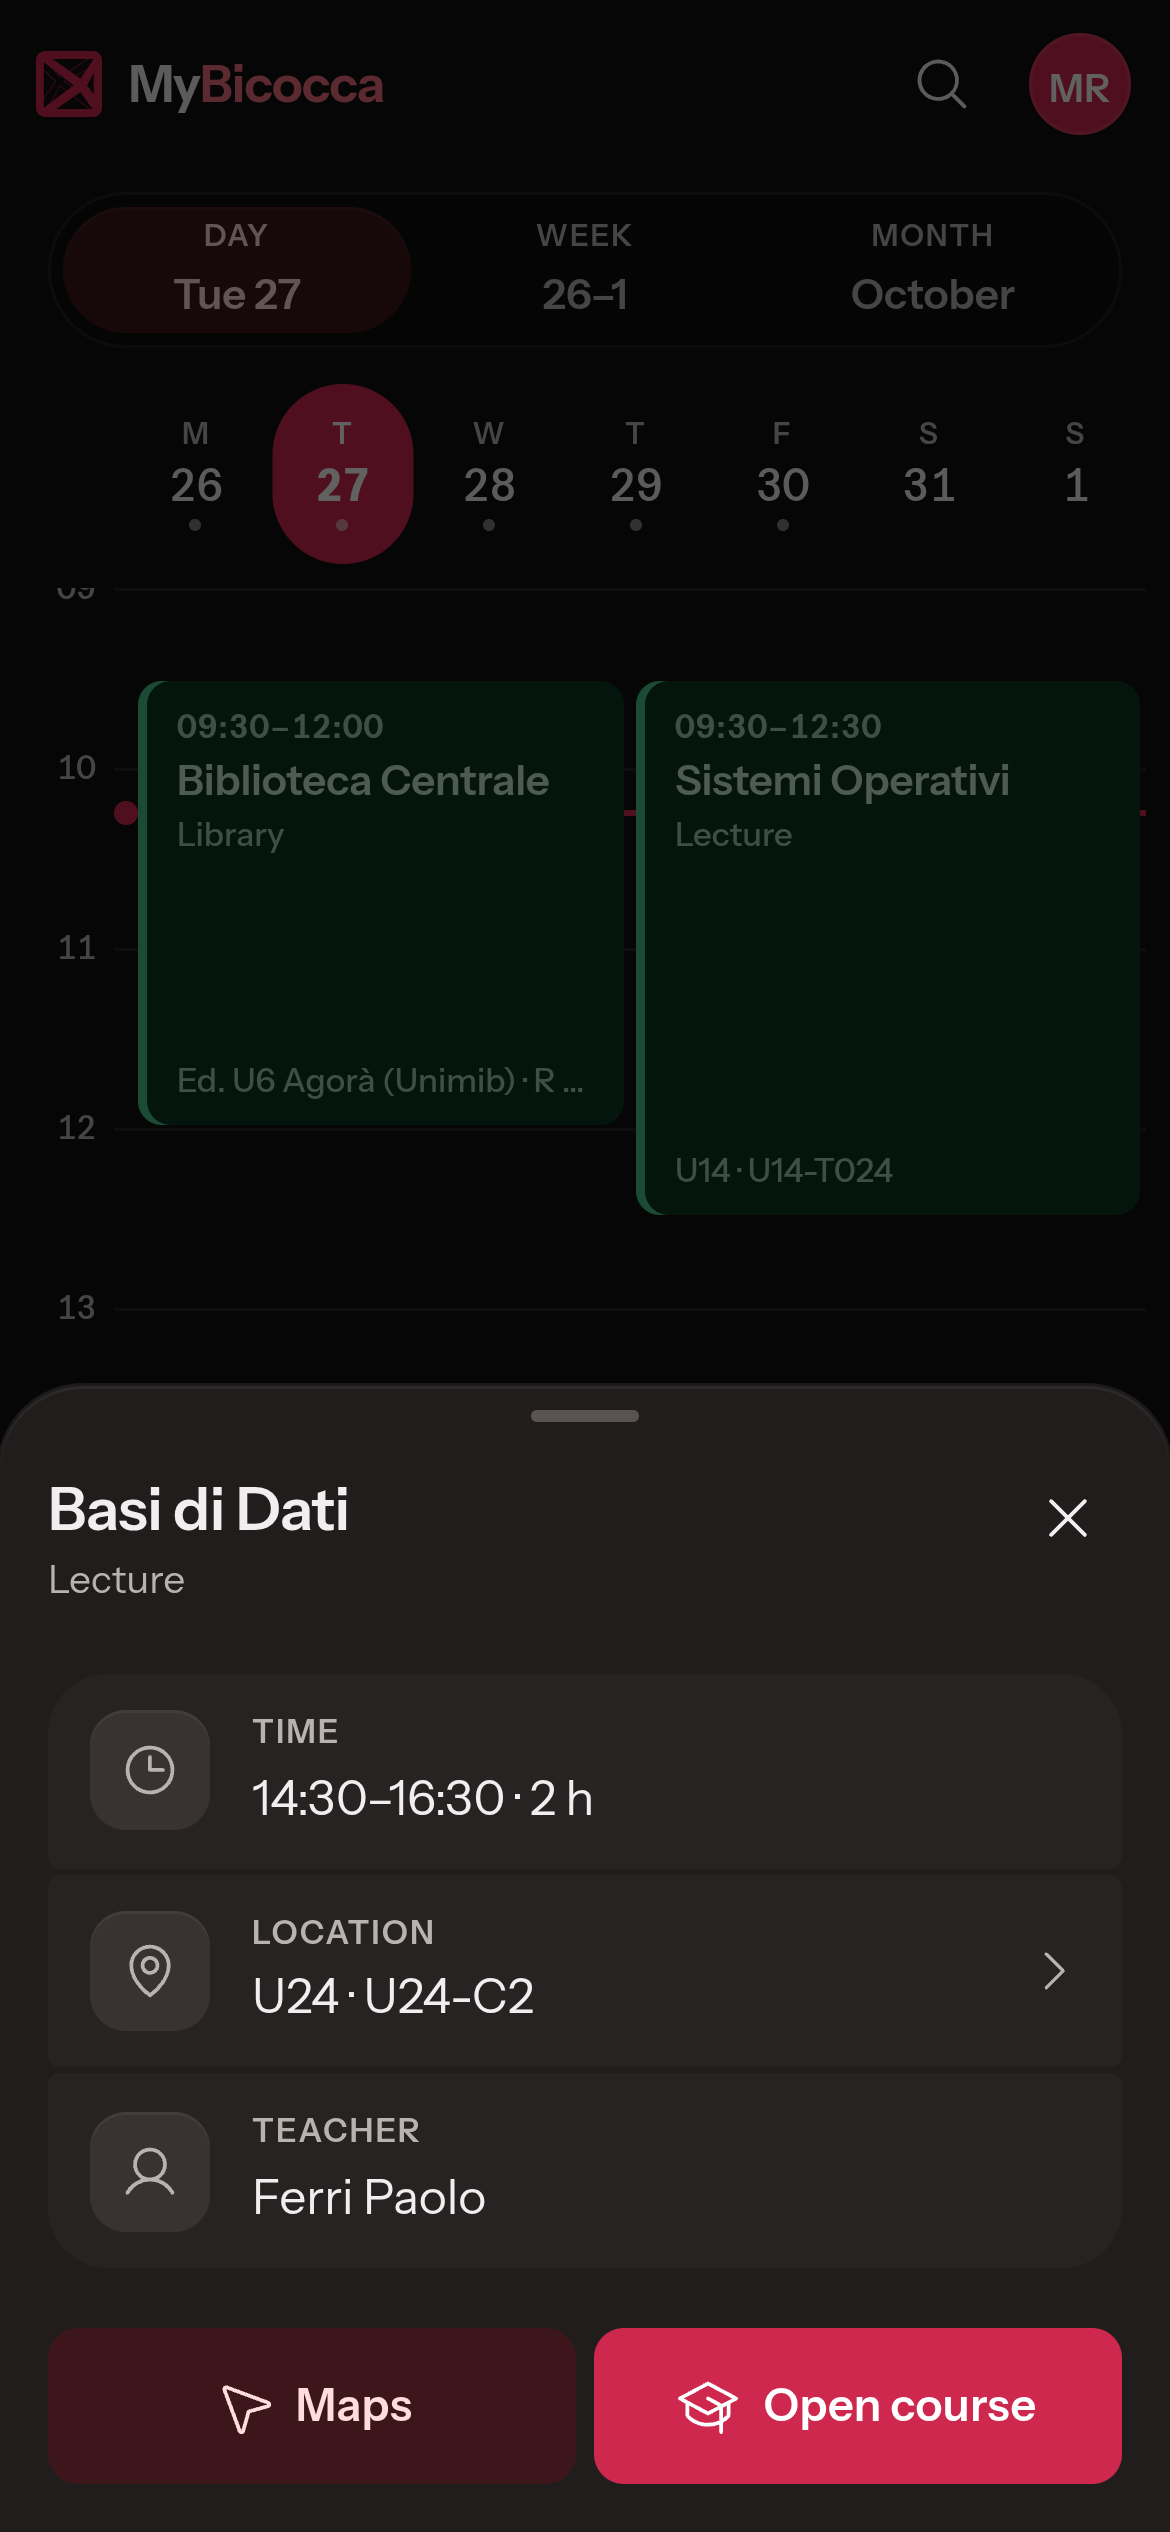 MyBicocca
MR
DAY
WEEK
MONTH
Tue 27
26–1
October
M
T
W
T
F
S
S
26
27
28
29
30
31
1
09
09:30–12:00
Biblioteca Centrale
Library
Ed. U6 Agorà (Unimib) · R ...
09:30–12:30
Sistemi Operativi
Lecture
U14 · U14-T024
10
11
12
13
Basi di Dati
Lecture
TIME
14:30–16:30 · 2 h
LOCATION
U24 · U24-C2
TEACHER
Ferri Paolo
Maps
Open course